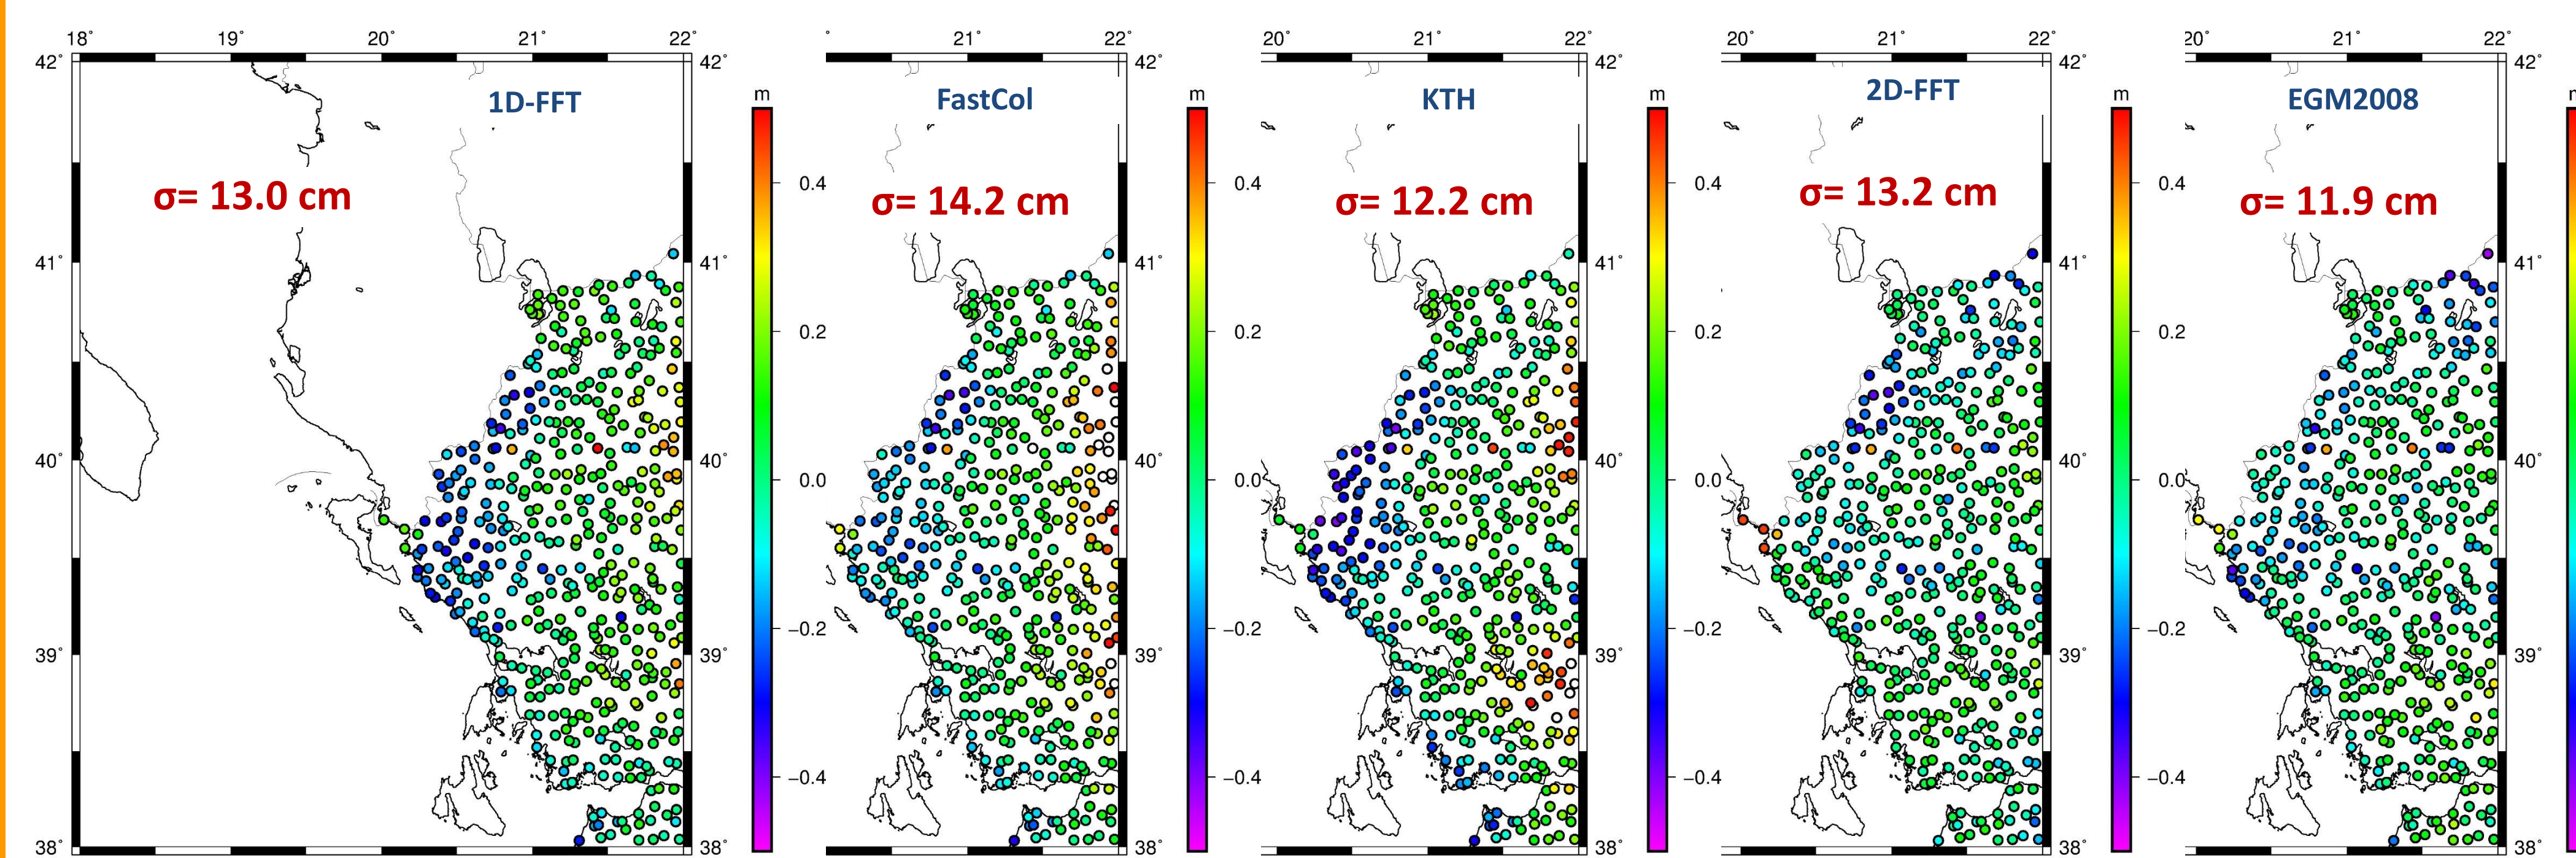 18° 19° 20° 21° 22°
° 21° 22°
20° 21° 22°
20° 21° 22°
20° 21° 22°
42° 42° 42° 42° 42° 42°
1D-FFT
FastCol
KTH
2D-FFT
EGM2008
m m m m m
σ= 13.0 cm
σ= 14.2 cm
σ= 12.2 cm
σ= 13.2 cm
σ= 11.9 cm
0.4 0.4 0.4 0.4
41° 41° 41° 41° 41° 41°
0.2 0.2 0.2 0.2
40° 40° 40° 40° 40° 40°
0.0 0.0 0.0 0.0
−0.2 −0.2 −0.2 −0.2
39° 39° 39° 39° 39° 39°
−0.4 −0.4 −0.4 −0.4
38° 38° 38° 38° 38° 38°